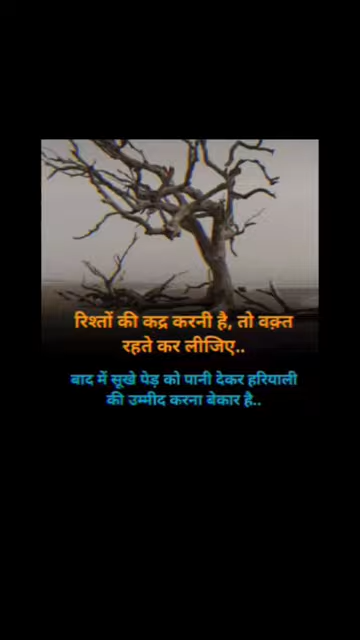 रिश्तों की कद्र करनी है, तो वक़्त
रहते कर लीजिए..
बाद में सूखे पेड़ को पानी देकर हरियाली
की उम्मीद करना बेकार है..